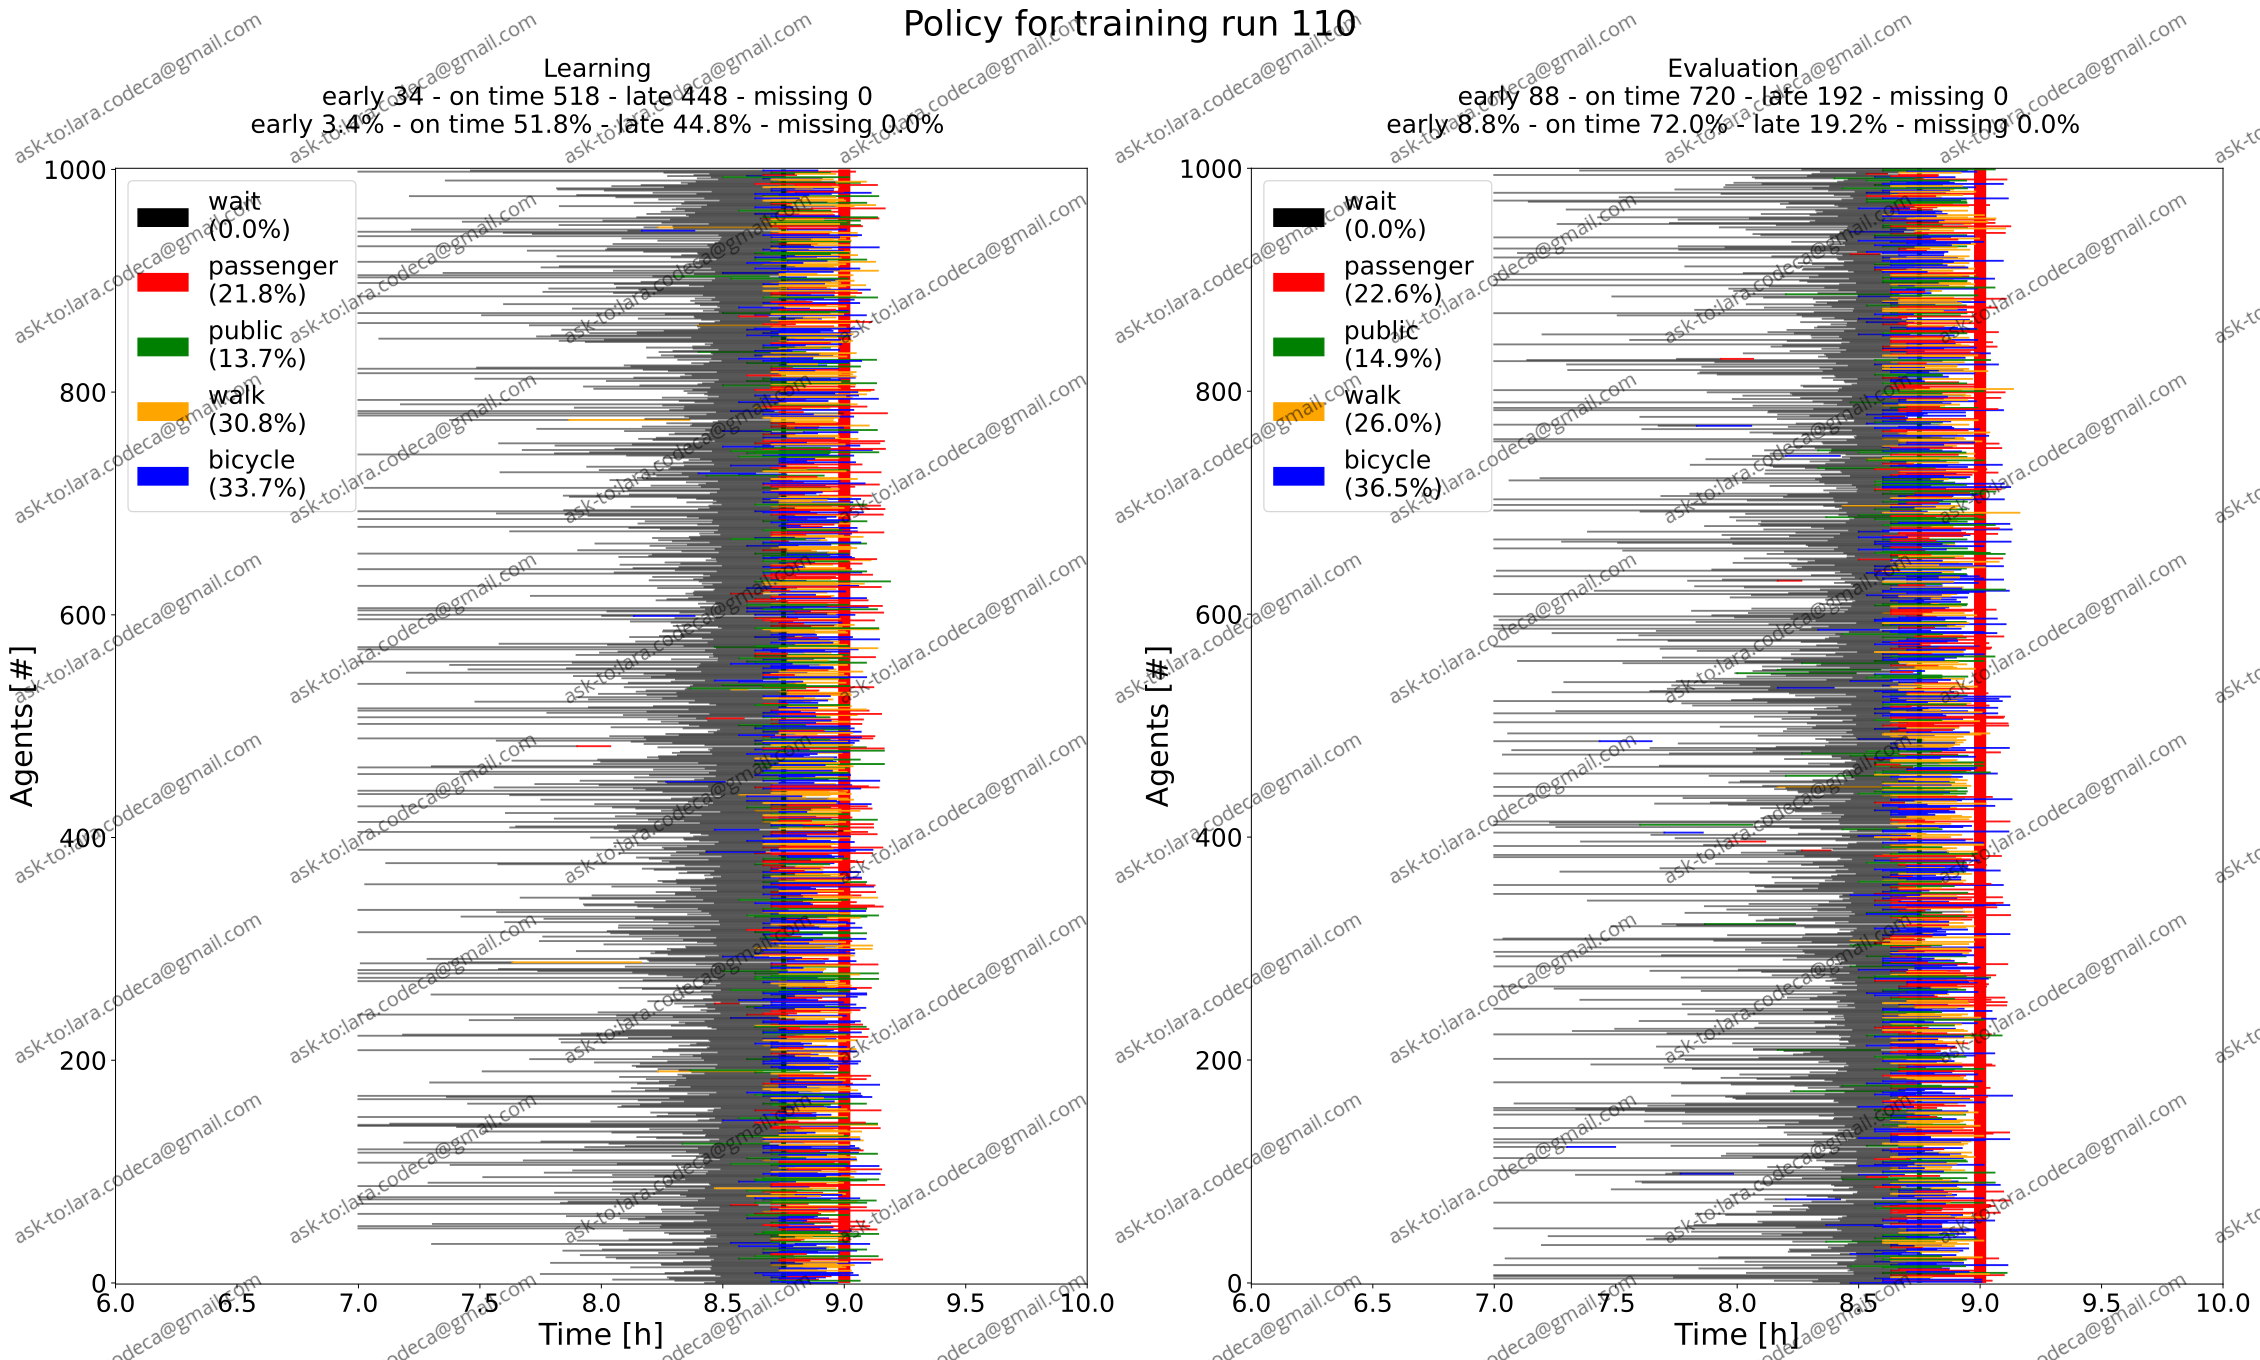 Policy for training run 110
Learning
early 34 - on time 518 - late 448 - missing 0
early 3.4% - on time 51.8% - late 44.8% - missing 0.0%
1000
800
600
400
200
0
Agents [#]
wait
(0.0%)
passenger
(21.8%)
public
(13.7%)
walk
(30.8%)
bicycle
(33.7%)
6.0 6.5 7.0 7.5 8.0 8.5 9.0 9.5 10.0
Time [h]
Evaluation
early 88 - on time 720 - late 192 - missing 0
early 8.8% - on time 72.0% - late 19.2% - missing 0.0%
1000
800
600
400
200
0
Agents [#]
wait
(0.0%)
passenger
(22.6%)
public
(14.9%)
walk
(26.0%)
bicycle
(36.5%)
6.0 6.5 7.0 7.5 8.0 8.5 9.0 9.5 10.0
Time [h]
ask-to:lara.codeca@gmail.com